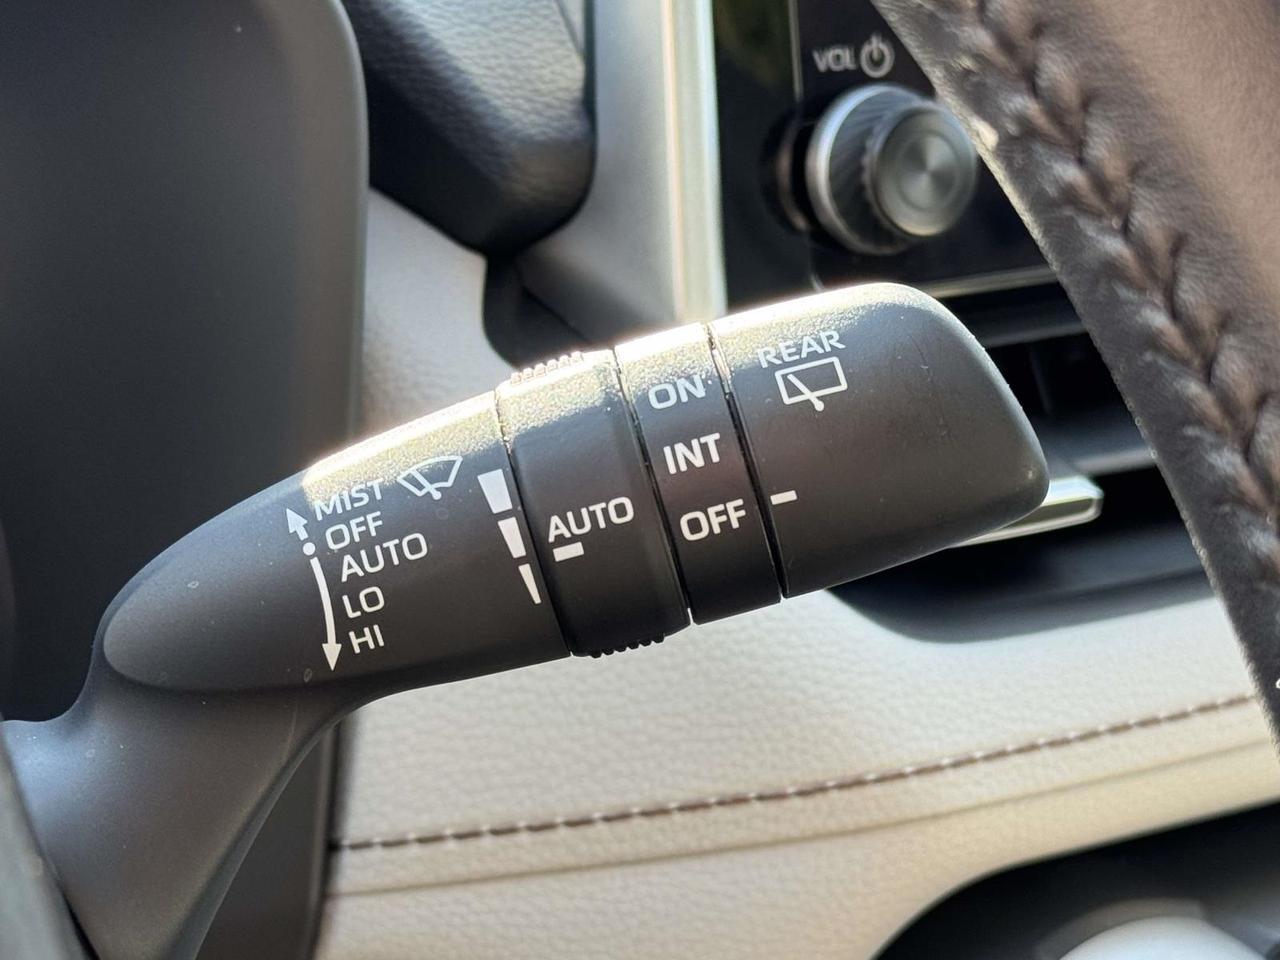 VOL
REAR
ON
INT
OFF
MIST
OFF
AUTO
LO
HI
AUTO